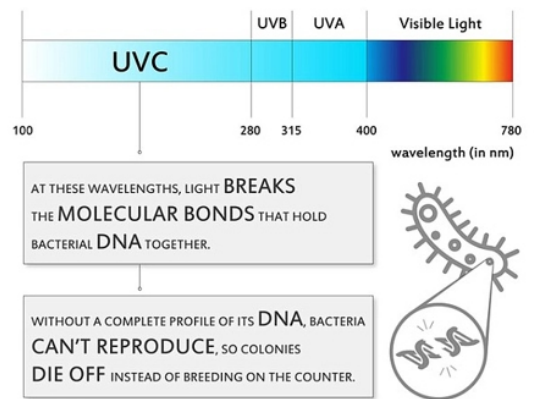 UVB UVA Visible Light
UVC
100 280 315 400 780
wavelength (in nm)
AT THESE WAVELENGTHS, LIGHT BREAKS
THE MOLECULAR BONDS THAT HOLD
BACTERIAL DNA TOGETHER.
WITHOUT A COMPLETE PROFILE OF ITS DNA, BACTERIA
CAN'T REPRODUCE, SO COLONIES
DIE OFF INSTEAD OF BREEDING ON THE COUNTER.